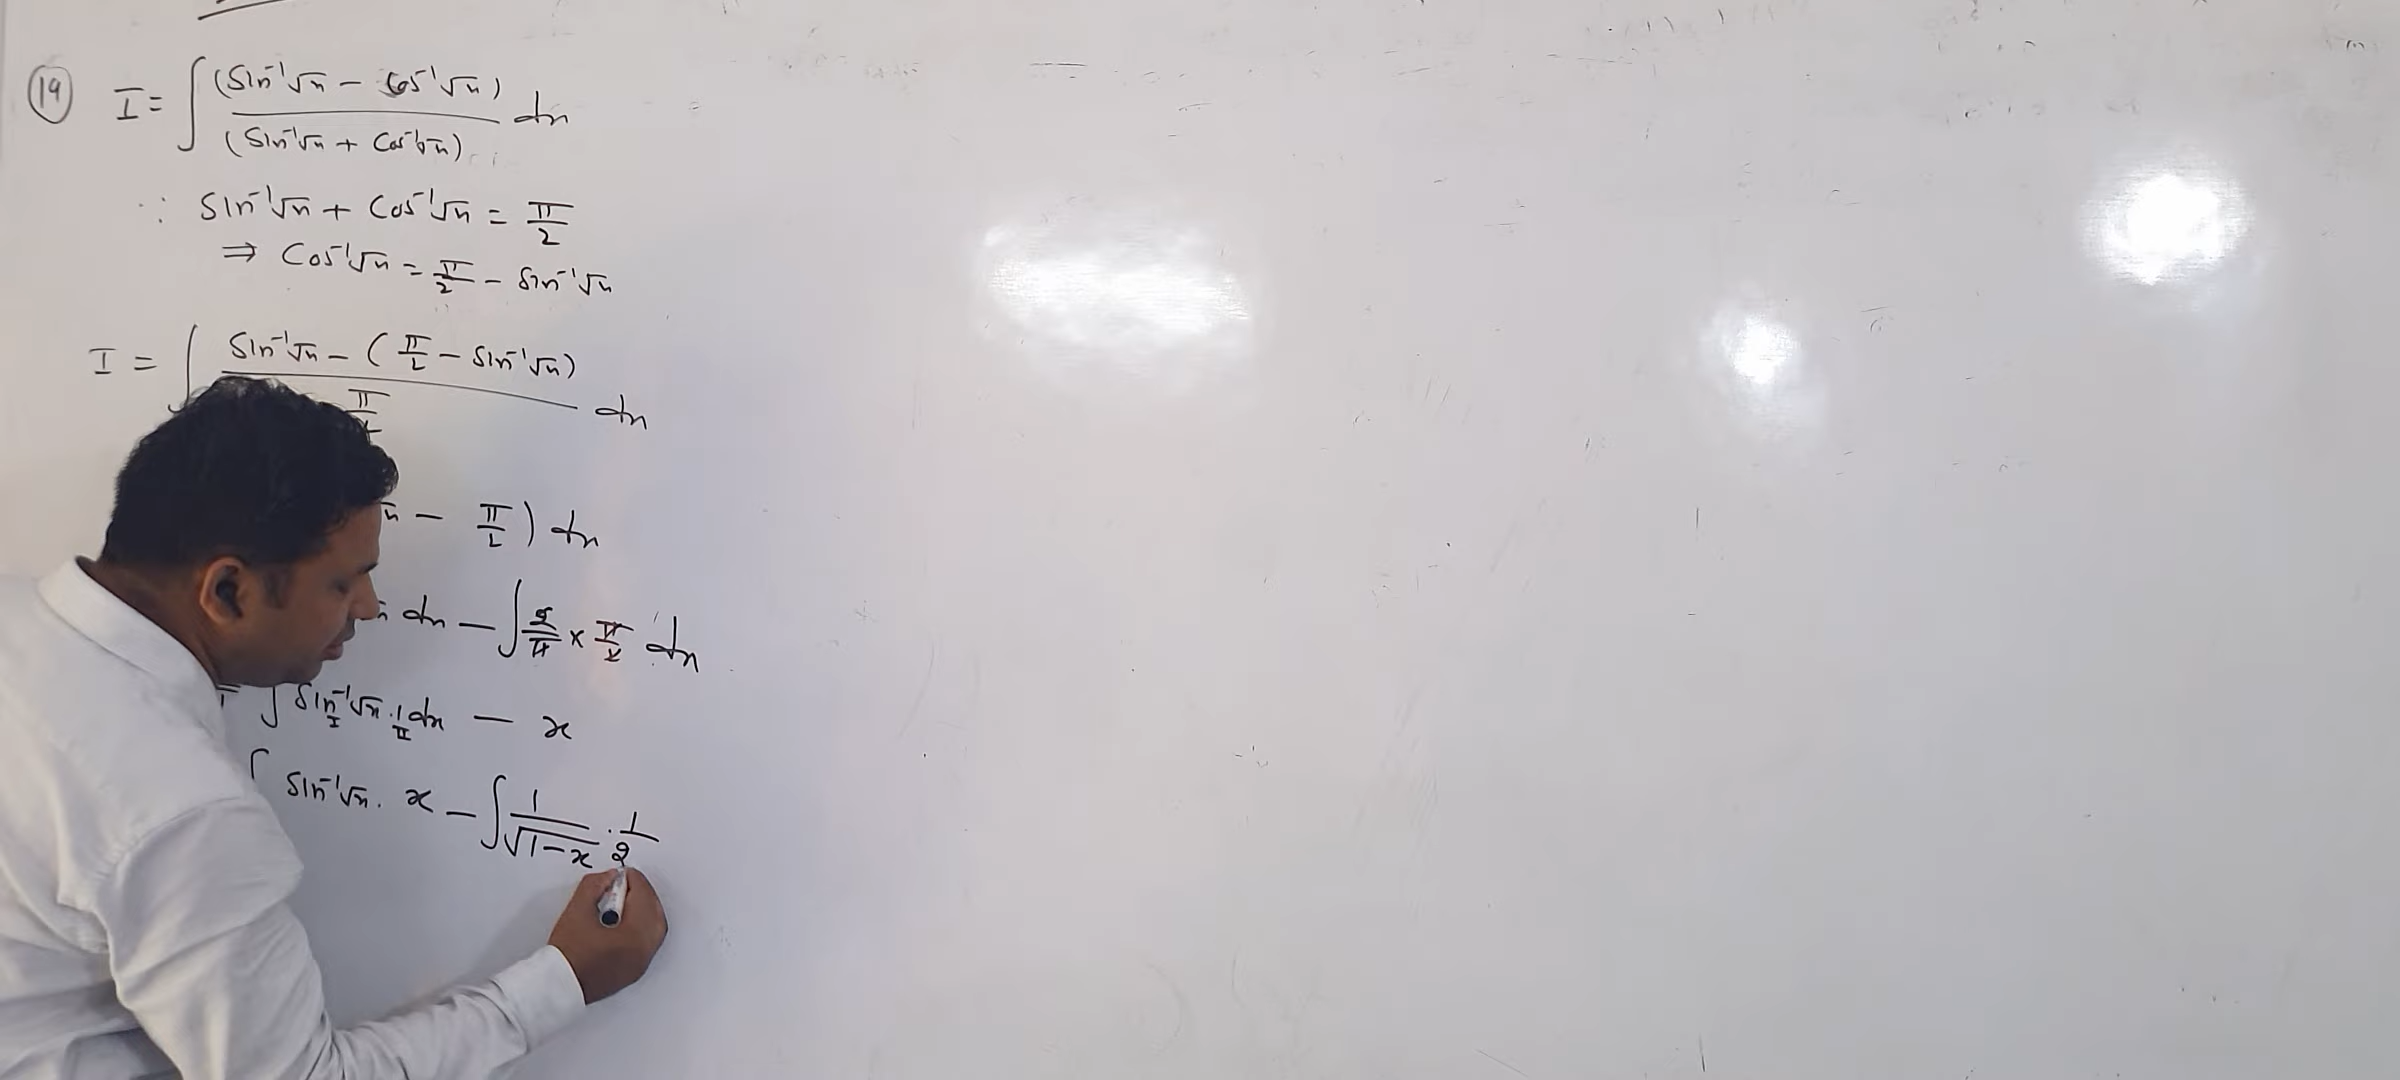 (19) I = ∫ (Sin⁻¹√x − Cos⁻¹√x) / (Sin⁻¹√x + Cos⁻¹√x) dx
∵ Sin⁻¹√x + Cos⁻¹√x = π/2
⇒ Cos⁻¹√x = π/2 − Sin⁻¹√x
I = ∫ (Sin⁻¹√x − (π/2 − Sin⁻¹√x)) / (π/2) dx
− π/2) dx
dx − ∫ 2/π × π/2 dx
∫ Sin⁻¹√x . 1 dx − x
I II
Sin⁻¹√x . x − ∫ 1/√(1−x) . 1/2